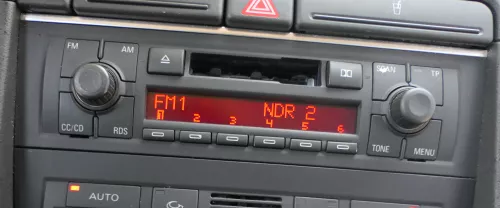 FM AM
SCAN TP
FM1 NDR 2
1 2 3 4 5 6
CC/CD RDS
TONE MENU
AUTO